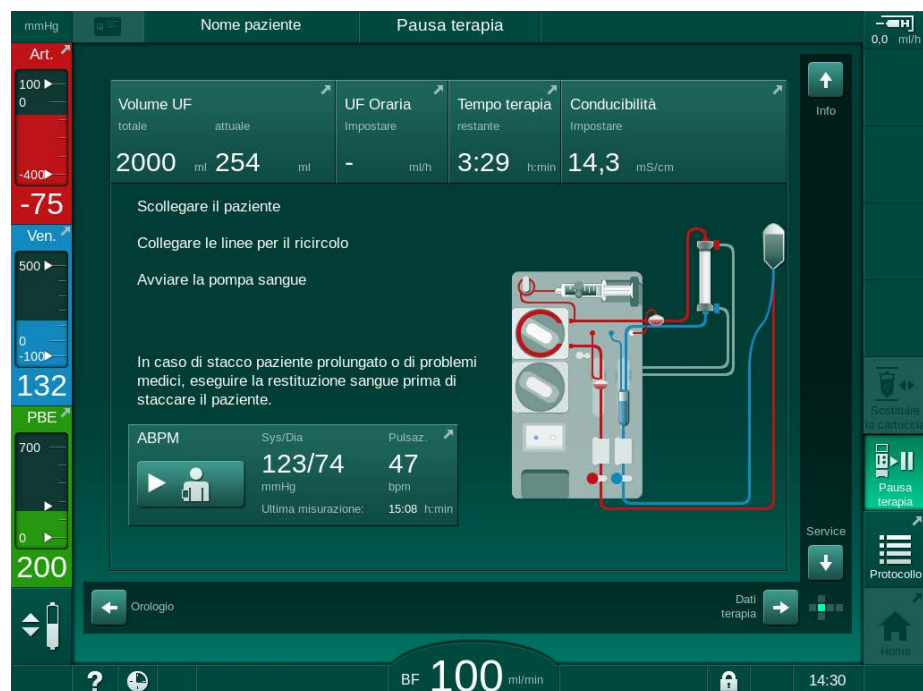 mmHg
Nome paziente
Pausa terapia
0,0 ml/h
Art.
100
0
-400
-75
Ven.
500
0
-100
132
PBE
700
0
200
Volume UF
totale attuale
2000 ml 254 ml
UF Oraria
Impostare
- ml/h
Tempo terapia
restante
3:29 h:min
Conducibilità
Impostare
14,3 mS/cm
Info
Scollegare il paziente
Collegare le linee per il ricircolo
Avviare la pompa sangue
In caso di stacco paziente prolungato o di problemi
medici, eseguire la restituzione sangue prima di
staccare il paziente.
ABPM
Sys/Dia
123/74
mmHg
Pulsaz.
47
bpm
Ultima misurazione: 15:08 h:min
Service
Orologio
Dati
terapia
Sostituire
la cartuccia
Pausa
terapia
Protocollo
Home
?
BF 100 ml/min
14:30